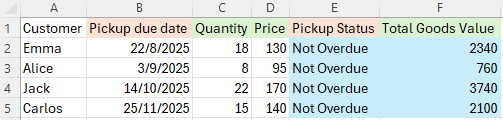 A B C D E F
1 Customer Pickup due date Quantity Price Pickup Status Total Goods Value
2 Emma 22/8/2025 18 130 Not Overdue 2340
3 Alice 3/9/2025 8 95 Not Overdue 760
4 Jack 14/10/2025 22 170 Not Overdue 3740
5 Carlos 25/11/2025 15 140 Not Overdue 2100